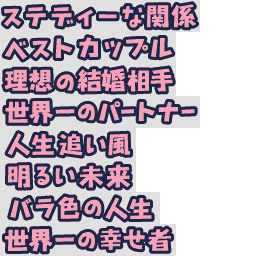 ステディーな関係
ベストカップル
理想の結婚相手
世界一のパートナー
人生追い風
明るい未来
バラ色の人生
世界一の幸せ者